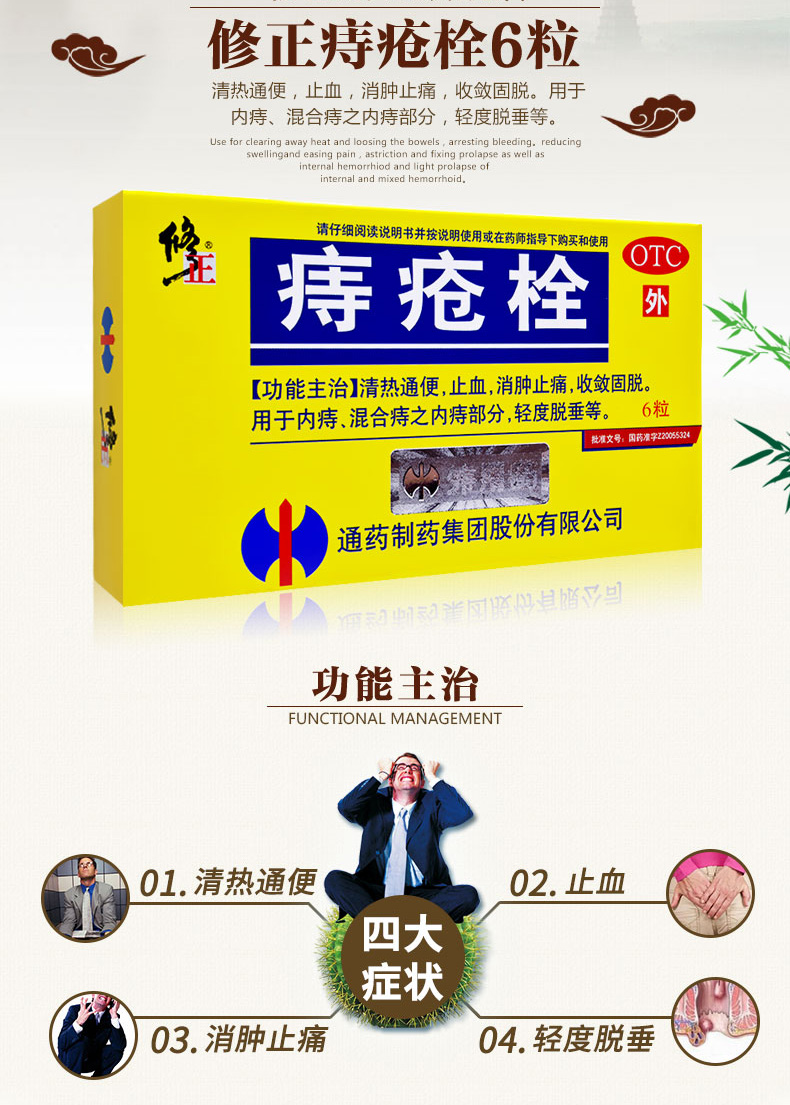 修正痔疮栓6粒
清热通便，止血，消肿止痛，收敛固脱。用于
内痔、混合痔之内痔部分，轻度脱垂等。
Use for clearing away heat and loosing the bowels , arresting bleeding。reducing
swellingand easing pain , astriction and fixing prolapse as well as
internal hemorrhiod and light prolapse of
internal and mixed hemorrhoid。
修正®
请仔细阅读说明书并按说明使用或在药师指导下购买和使用
OTC
痔疮栓
外
【功能主治】清热通便,止血,消肿止痛,收敛固脱。
用于内痔、混合痔之内痔部分,轻度脱垂等。
6粒
批准文号：国药准字Z20055324
通药制药集团股份有限公司
功能主治
FUNCTIONAL MANAGEMENT
01.清热通便
02.止血
四大
症状
03.消肿止痛
04.轻度脱垂